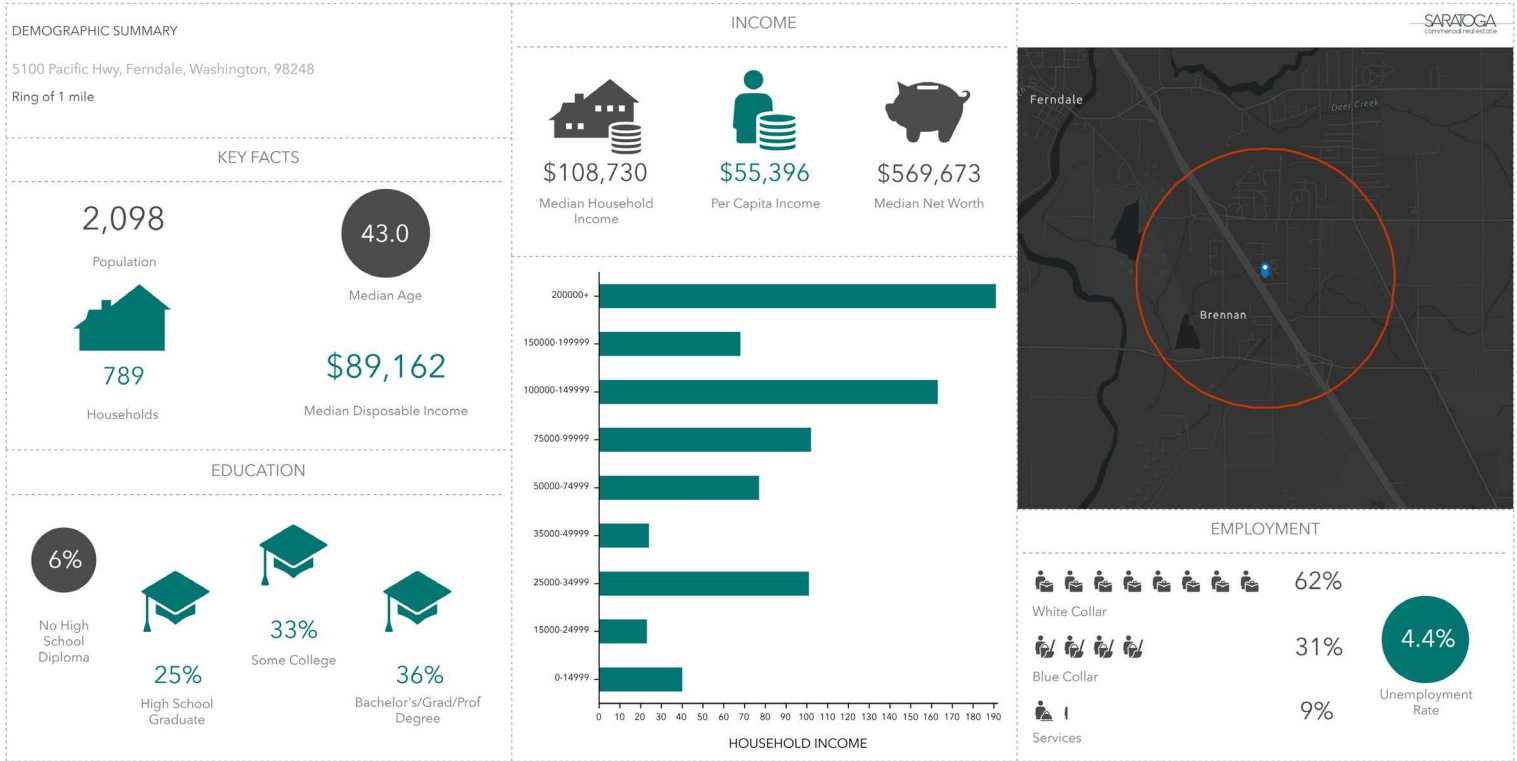 DEMOGRAPHIC SUMMARY
5100 Pacific Hwy, Ferndale, Washington, 98248
Ring of 1 mile
KEY FACTS
2,098
Population
43.0
Median Age
789
Households
$89,162
Median Disposable Income
EDUCATION
6%
No High
School
Diploma
25%
High School
Graduate
33%
Some College
36%
Bachelor's/Grad/Prof
Degree
INCOME
$108,730
Median Household
Income
$55,396
Per Capita Income
$569,673
Median Net Worth
200000+
150000-199999
100000-149999
75000-99999
50000-74999
35000-49999
25000-34999
15000-24999
0-14999
0 10 20 30 40 50 60 70 80 90 100 110 120 130 140 150 160 170 180 190
HOUSEHOLD INCOME
SARATOGA
commercial real estate
Ferndale
Deer Creek
Brennan
EMPLOYMENT
62%
White Collar
31%
Blue Collar
9%
Services
4.4%
Unemployment
Rate